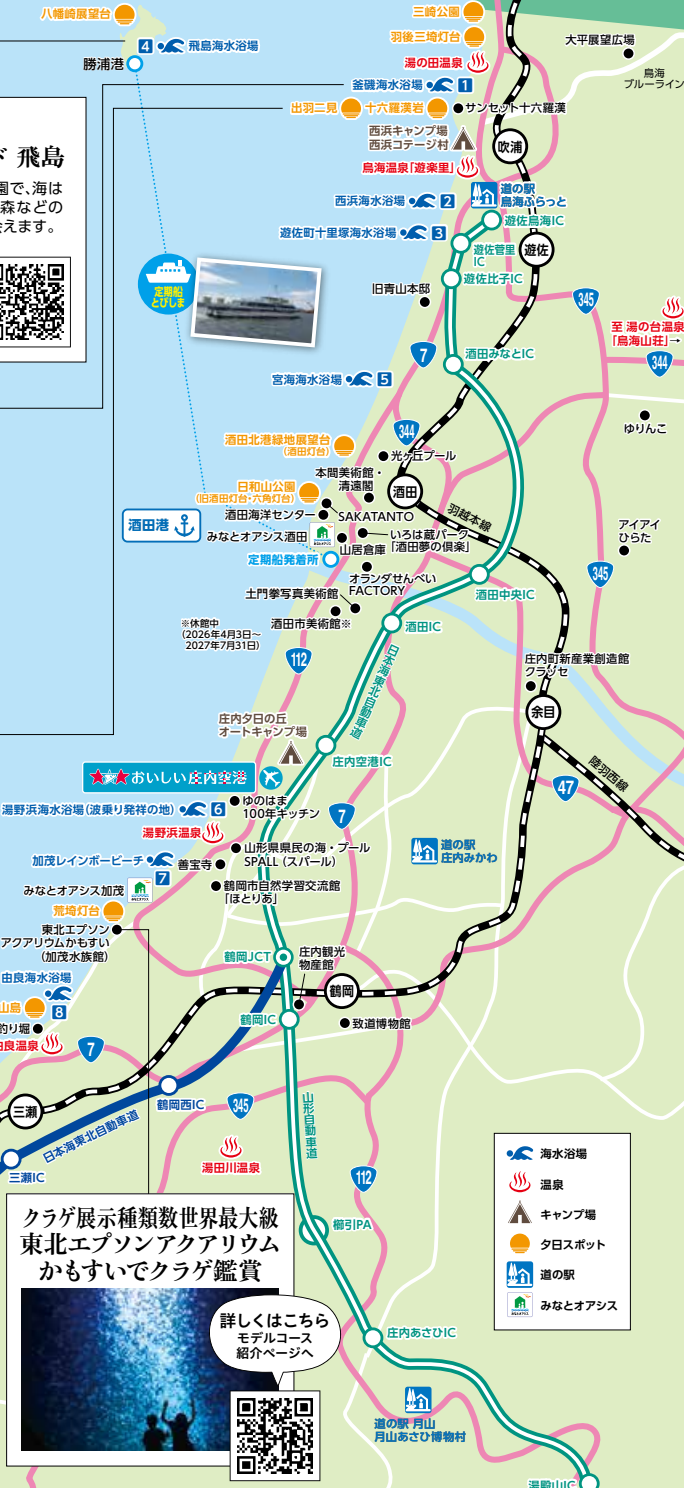 八幡崎展望台
4 飛島海水浴場
勝浦港
三崎公園
羽後三埼灯台
湯の田温泉
大平展望広場
鳥海
ブルーライン
釜磯海水浴場 1
出羽二見
十六羅漢岩
サンセット十六羅漢
西浜キャンプ場
西浜コテージ村
吹浦
鳥海温泉「遊楽里」
飛島
園で、海は
森などの
会えます。
西浜海水浴場 2
道の駅
鳥海ふらっと
遊佐鳥海IC
遊佐町十里塚海水浴場 3
遊佐菅里
IC
遊佐
遊佐比子IC
定期船
とびしま
旧青山本邸
345
至 湯の台温泉
「鳥海山荘」→
7
酒田みなとIC
344
宮海海水浴場 5
ゆりんこ
344
酒田北港緑地展望台
(酒田灯台)
光ケ丘プール
本間美術館・
清遠閣
酒田
日和山公園
(旧酒田灯台・六角灯台)
酒田海洋センター
SAKATANTO
羽越本線
酒田港
みなとオアシス酒田
いろは蔵パーク
「酒田夢の倶楽」
山居倉庫
アイアイ
ひらた
定期船発着所
オランダせんべい
FACTORY
345
土門拳写真美術館
酒田中央IC
酒田市美術館※
酒田IC
※休館中
(2026年4月3日~
2027年7月31日)
112
日本海東北自動車道
庄内町新産業創造館
クラッセ
余目
庄内夕日の丘
オートキャンプ場
庄内空港IC
陸羽西線
おいしい庄内空港
47
湯野浜海水浴場(波乗り発祥の地) 6
ゆのはま
100年キッチン
7
湯野浜温泉
山形県県民の海・プール
SPALL (スパール)
道の駅
庄内みかわ
加茂レインボービーチ
7
善宝寺
みなとオアシス加茂
鶴岡市自然学習交流館
「ほとりあ」
荒埼灯台
東北エプソン
アクアリウムかもすい
(加茂水族館)
鶴岡JCT
庄内観光
物産館
由良海水浴場
8
山島
鶴岡
釣り堀
鶴岡IC
致道博物館
由良温泉
7
三瀬
鶴岡西IC
345
山形自動車道
日本海東北自動車道
三瀬IC
湯田川温泉
112
海水浴場
温泉
キャンプ場
夕日スポット
道の駅
みなとオアシス
クラゲ展示種類数世界最大級
東北エプソンアクアリウム
かもすいでクラゲ鑑賞
櫛引PA
詳しくはこちら
モデルコース
紹介ページへ
庄内あさひIC
道の駅 月山
月山あさひ博物村
湯殿山IC